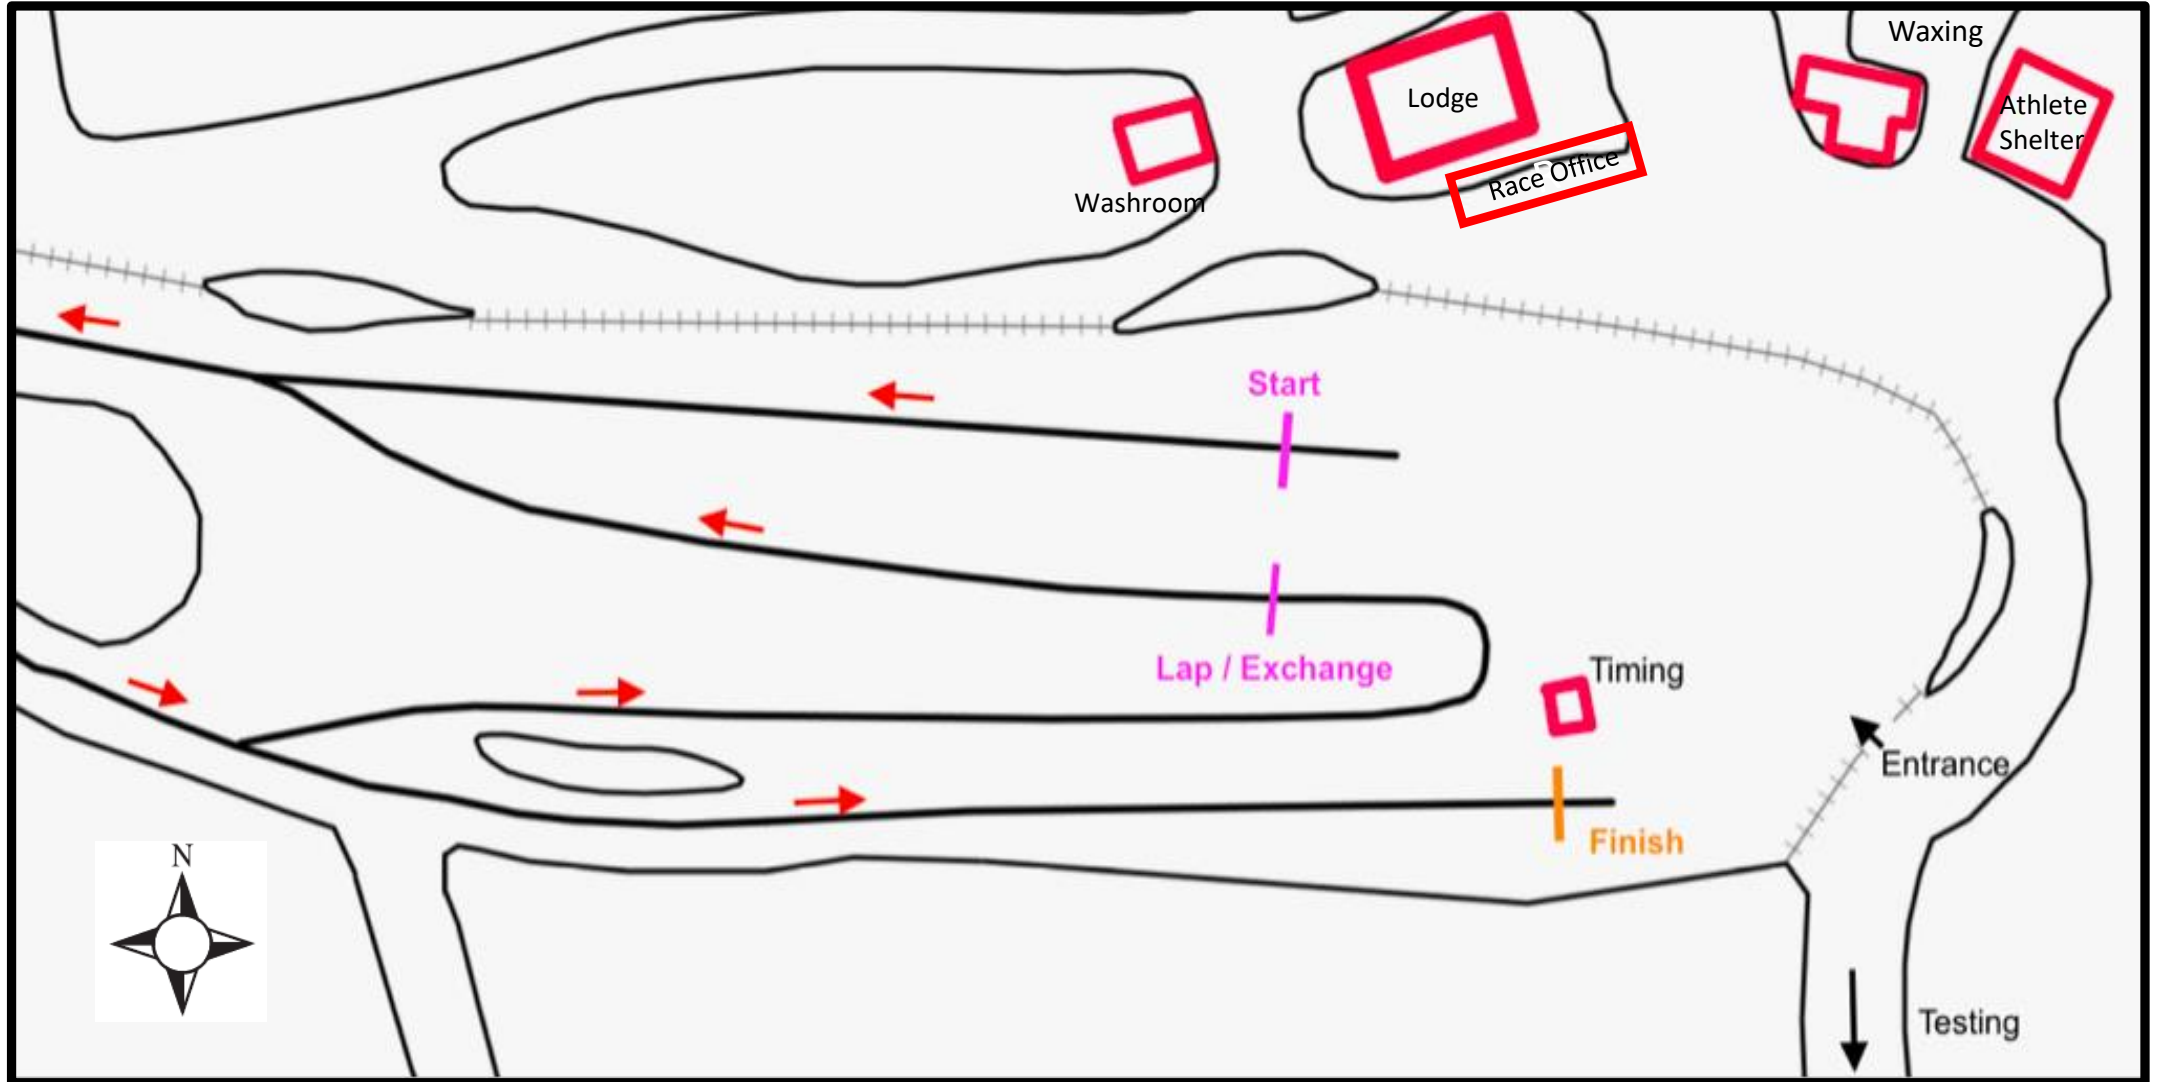 Waxing
Lodge
Athlete
Shelter
Race Office
Washroom
Start
Lap / Exchange
Timing
Entrance
Finish
N
Testing